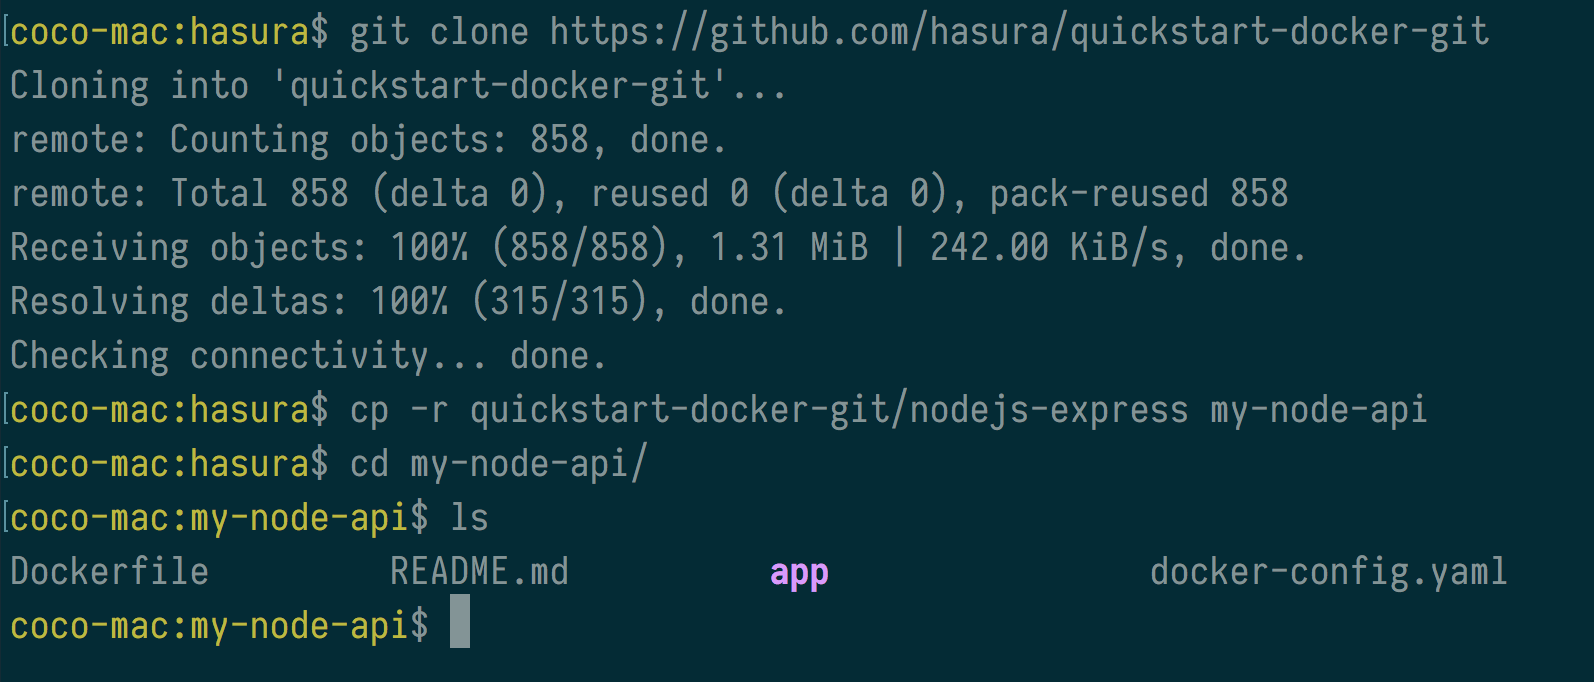 [coco-mac:hasura$ git clone https://github.com/hasura/quickstart-docker-git
Cloning into 'quickstart-docker-git'...
remote: Counting objects: 858, done.
remote: Total 858 (delta 0), reused 0 (delta 0), pack-reused 858
Receiving objects: 100% (858/858), 1.31 MiB | 242.00 KiB/s, done.
Resolving deltas: 100% (315/315), done.
Checking connectivity... done.
[coco-mac:hasura$ cp -r quickstart-docker-git/nodejs-express my-node-api
[coco-mac:hasura$ cd my-node-api/
[coco-mac:my-node-api$ ls
Dockerfile README.md app docker-config.yaml
coco-mac:my-node-api$